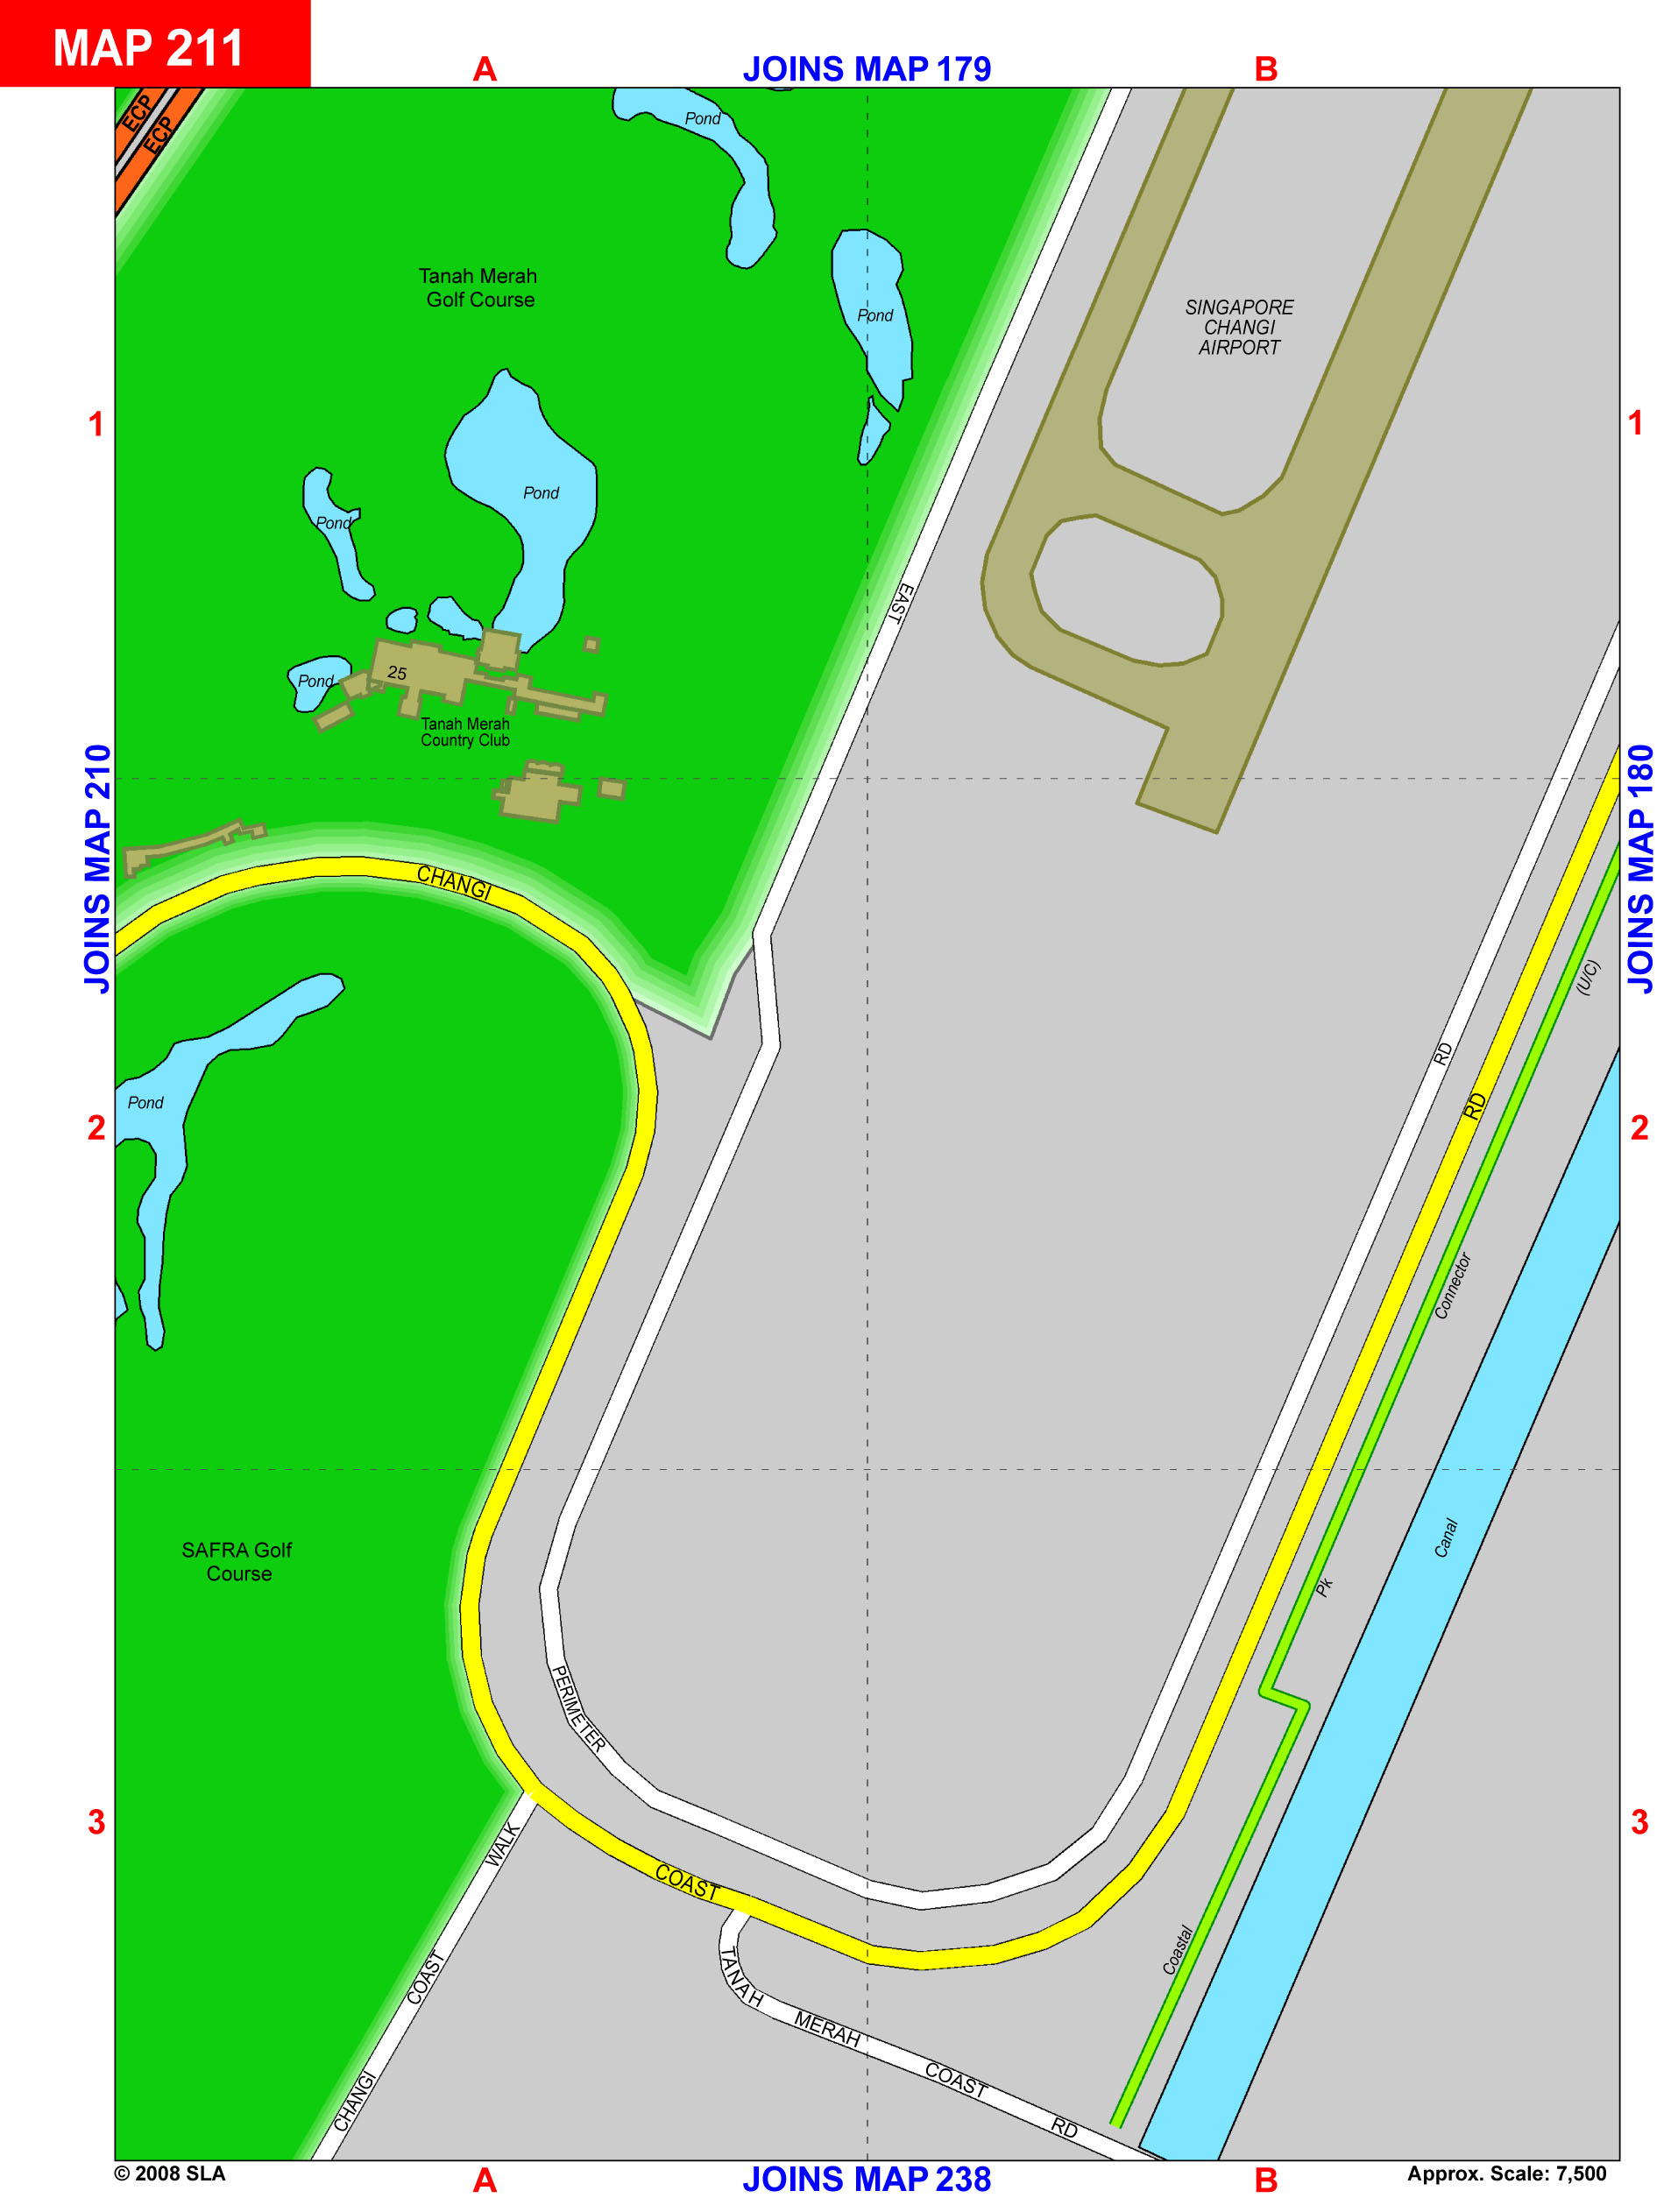 MAP 211
A
JOINS MAP 179
B
ECP
ECP
Pond
Tanah Merah
Golf Course
Pond
SINGAPORE
CHANGI
AIRPORT
1
1
Pond
Pond
EAST
Pond
25
Tanah Merah
Country Club
JOINS MAP 210
JOINS MAP 180
CHANGI
(U/C)
RD
Pond
RD
2
2
Connector
SAFRA Golf
Course
Canal
Pk
PERIMETER
3
3
WALK
COAST
COAST
Coastal
TANAH
MERAH
COAST
CHANGI
RD
© 2008 SLA
A
JOINS MAP 238
B
Approx. Scale: 7,500